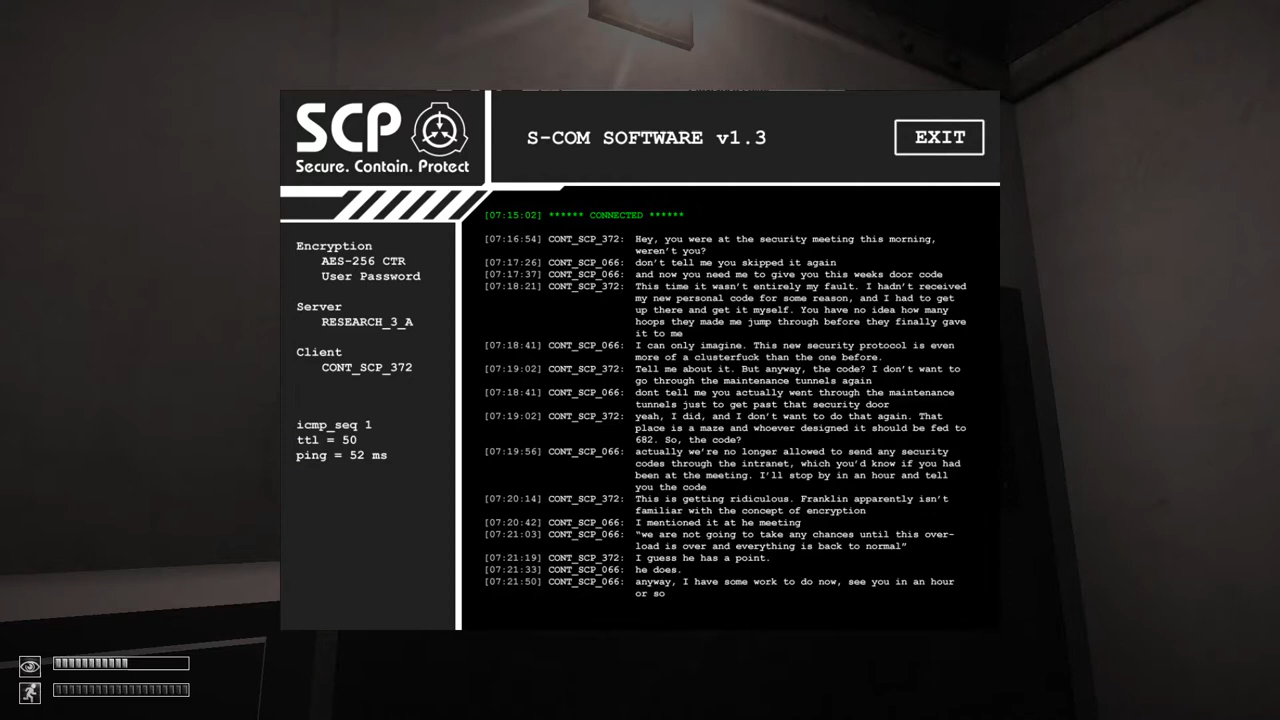 SCP
Secure. Contain. Protect
S-COM SOFTWARE v1.3
EXIT
Encryption
AES-256 CTR
User Password
Server
RESEARCH_3_A
Client
CONT_SCP_372
icmp_seq 1
ttl = 50
ping = 52 ms
[07:15:02] ****** CONNECTED ******
[07:16:54] CONT_SCP_372: Hey, you were at the security meeting this morning,
weren't you?
[07:17:26] CONT_SCP_066: don't tell me you skipped it again
[07:17:37] CONT_SCP_066: and now you need me to give you this weeks door code
[07:18:21] CONT_SCP_372: This time it wasn't entirely my fault. I hadn't received
my new personal code for some reason, and I had to get
up there and get it myself. You have no idea how many
hoops they made me jump through before they finally gave
it to me
[07:18:41] CONT_SCP_066: I can only imagine. This new security protocol is even
more of a clusterfuck than the one before.
[07:19:02] CONT_SCP_372: Tell me about it. But anyway, the code? I don't want to
go through the maintenance tunnels again
[07:18:41] CONT_SCP_066: dont tell me you actually went through the maintenance
tunnels just to get past that security door
[07:19:02] CONT_SCP_372: yeah, I did, and I don't want to do that again. That
place is a maze and whoever designed it should be fed to
682. So, the code?
[07:19:56] CONT_SCP_066: actually we're no longer allowed to send any security
codes through the intranet, which you'd know if you had
been at the meeting. I'll stop by in an hour and tell
you the code
[07:20:14] CONT_SCP_372: This is getting ridiculous. Franklin apparently isn't
familiar with the concept of encryption
[07:20:42] CONT_SCP_066: I mentioned it at he meeting
[07:21:03] CONT_SCP_066: "we are not going to take any chances until this over-
load is over and everything is back to normal"
[07:21:19] CONT_SCP_372: I guess he has a point.
[07:21:33] CONT_SCP_066: he does.
[07:21:50] CONT_SCP_066: anyway, I have some work to do now, see you in an hour
or so